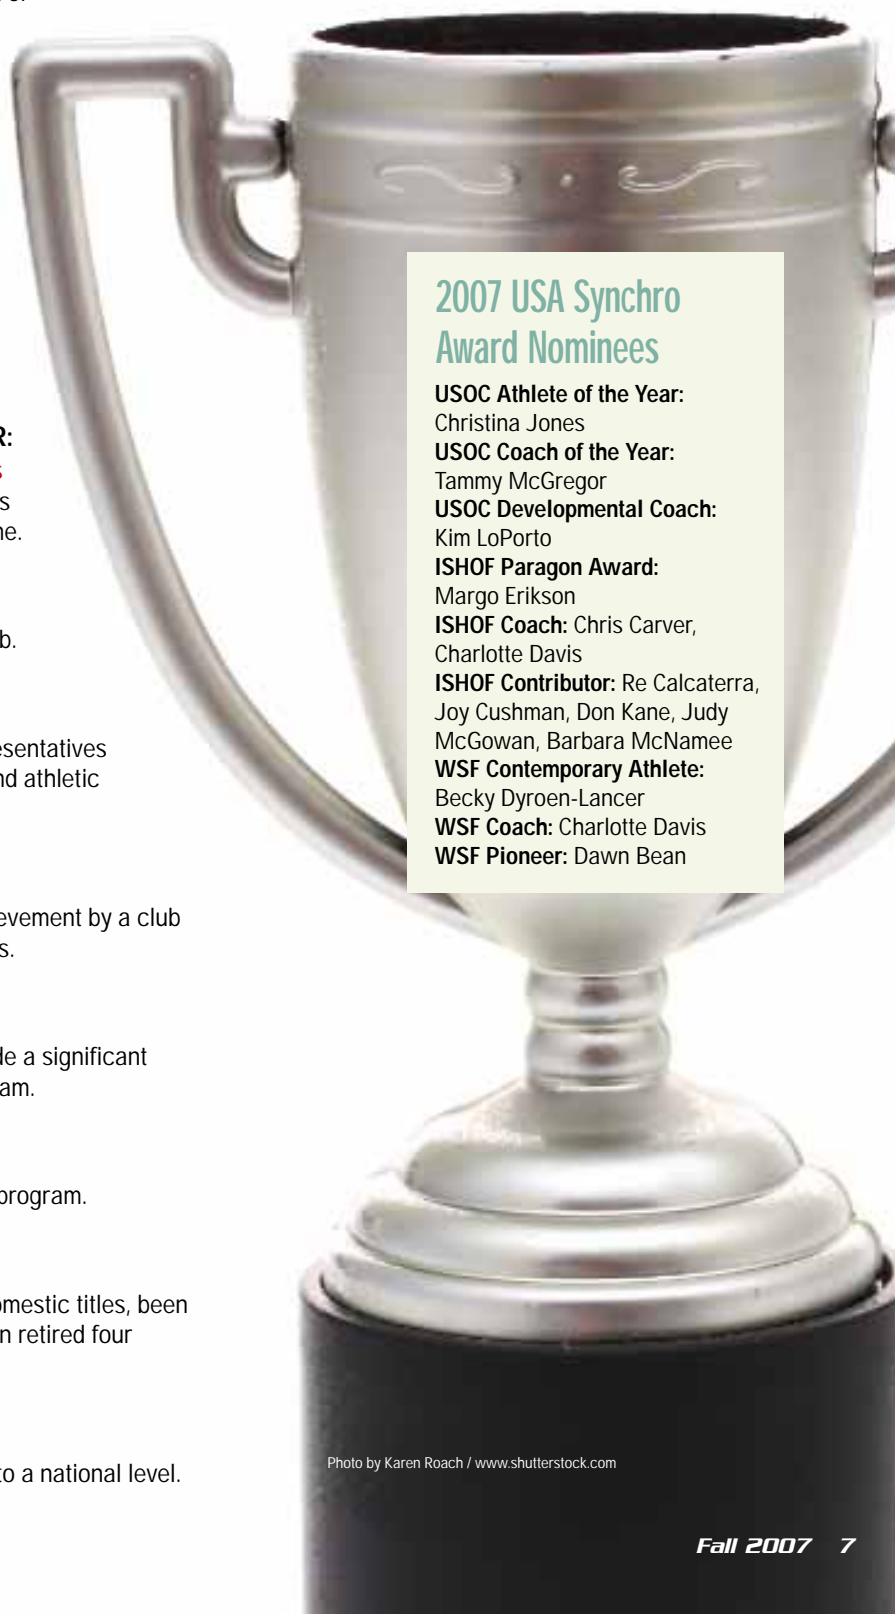 R:
s
s
ne.
b.
esentatives
nd athletic
evement by a club
s.
de a significant
am.
program.
omestic titles, been
n retired four
to a national level.
2007 USA Synchro
Award Nominees
USOC Athlete of the Year:
Christina Jones
USOC Coach of the Year:
Tammy McGregor
USOC Developmental Coach:
Kim LoPorto
ISHOF Paragon Award:
Margo Erikson
ISHOF Coach: Chris Carver,
Charlotte Davis
ISHOF Contributor: Re Calcaterra,
Joy Cushman, Don Kane, Judy
McGowan, Barbara McNamee
WSF Contemporary Athlete:
Becky Dyroen-Lancer
WSF Coach: Charlotte Davis
WSF Pioneer: Dawn Bean
Photo by Karen Roach / www.shutterstock.com
Fall 2007 7